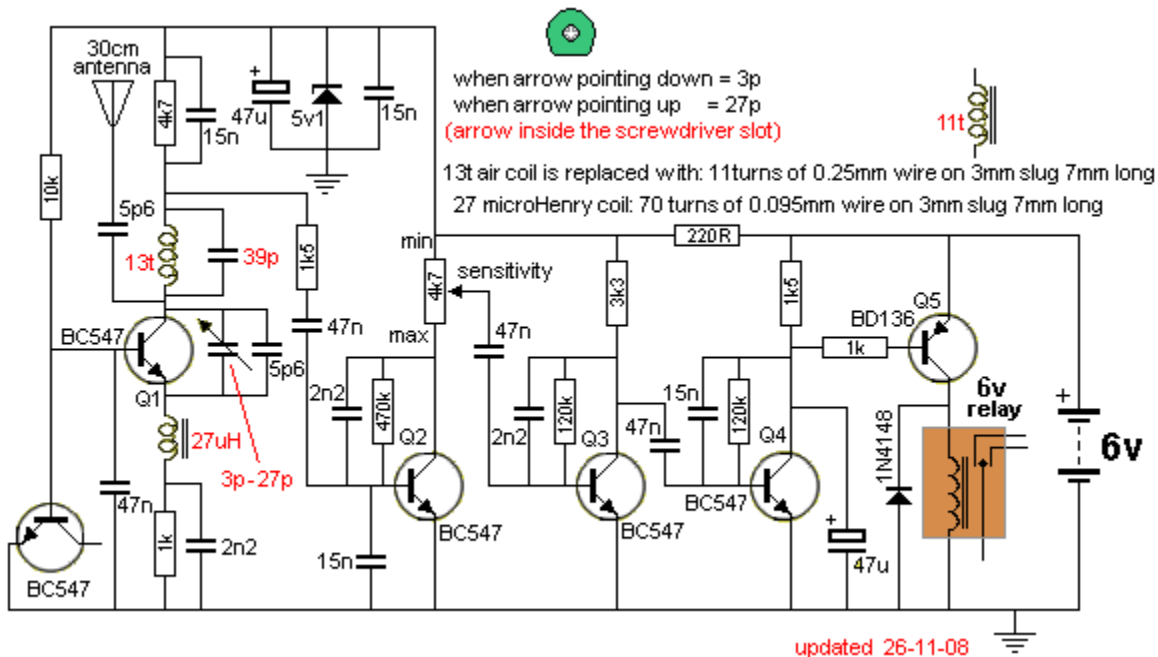 30cm
antenna
4k7
15n
+
47u
5v1
15n
when arrow pointing down = 3p
when arrow pointing up = 27p
(arrow inside the screwdriver slot)
11t
13t air coil is replaced with: 11turns of 0.25mm wire on 3mm slug 7mm long
27 microHenry coil: 70 turns of 0.095mm wire on 3mm slug 7mm long
10k
5p6
13t
39p
1k5
min
220R
4k7
sensitivity
3k3
1k5
Q5
BD136
BC547
47n
max
47n
1k
5p6
Q1
2n2
470k
15n
6v
relay
+
27uH
Q2
2n2
120k
Q3
47n
120k
Q4
1N4148
6v
3p-27p
47n
BC547
1k
2n2
BC547
BC547
+
15n
47u
BC547
updated 26-11-08